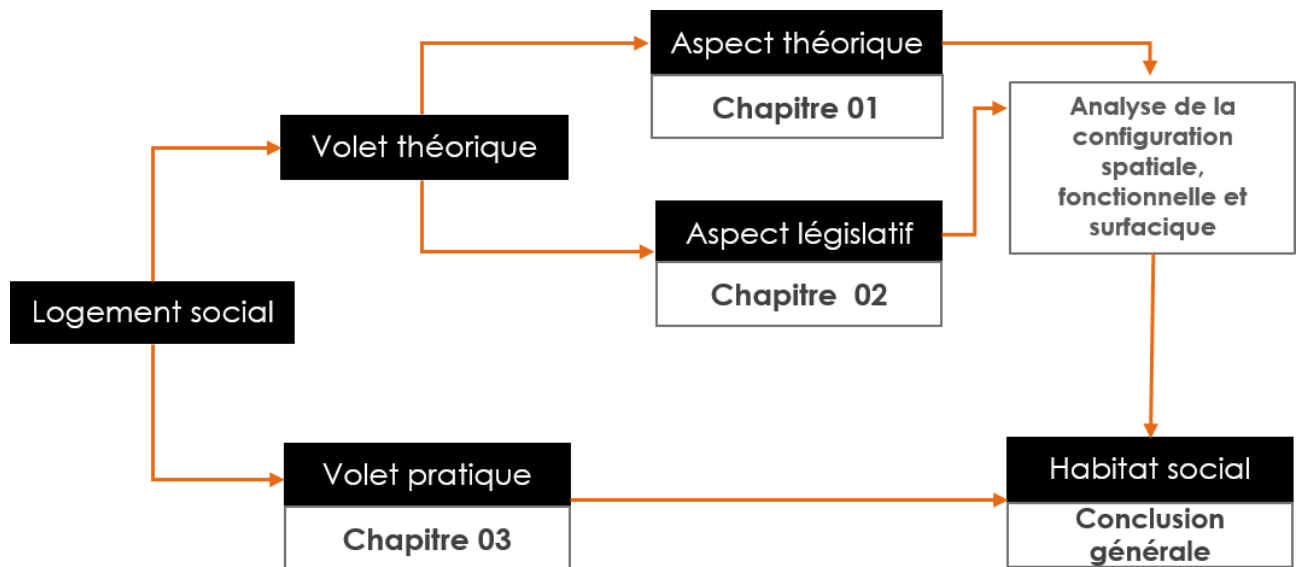 Aspect théorique
Chapitre 01
Analyse de la
configuration
spatiale,
fonctionnelle et
surfacique
Volet théorique
Aspect législatif
Chapitre 02
Logement social
Volet pratique
Chapitre 03
Habitat social
Conclusion
générale